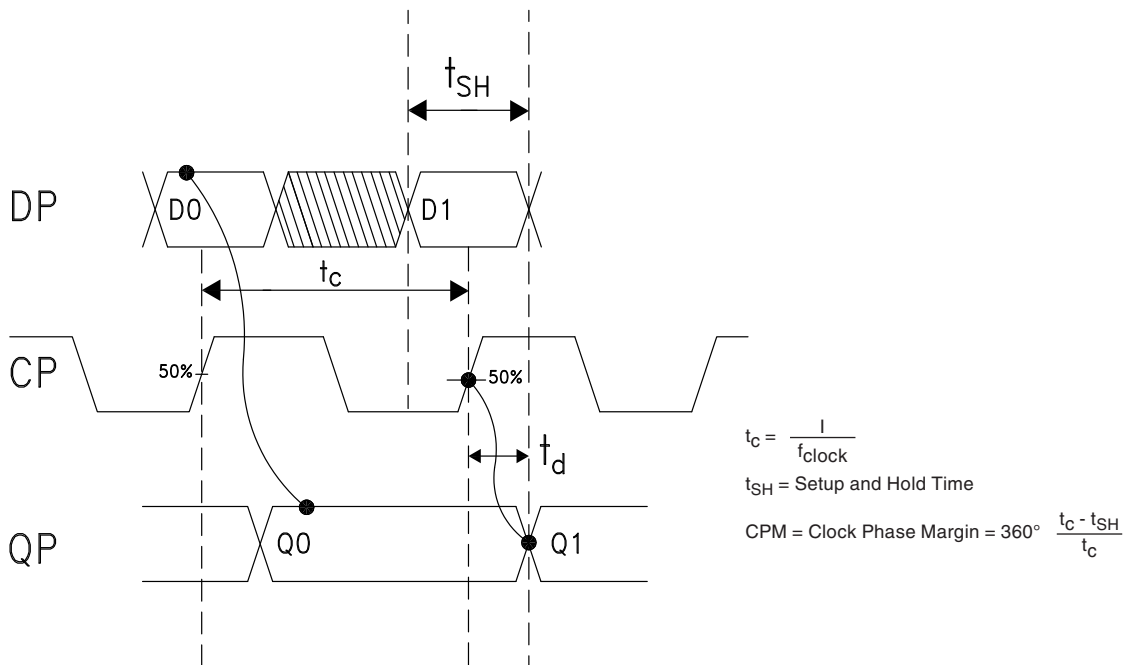 tSH
DP
D0
D1
tc
CP
50%
50%
td
QP
Q0
Q1
tc = I / fclock
tSH = Setup and Hold Time
CPM = Clock Phase Margin = 360° tc - tSH / tc